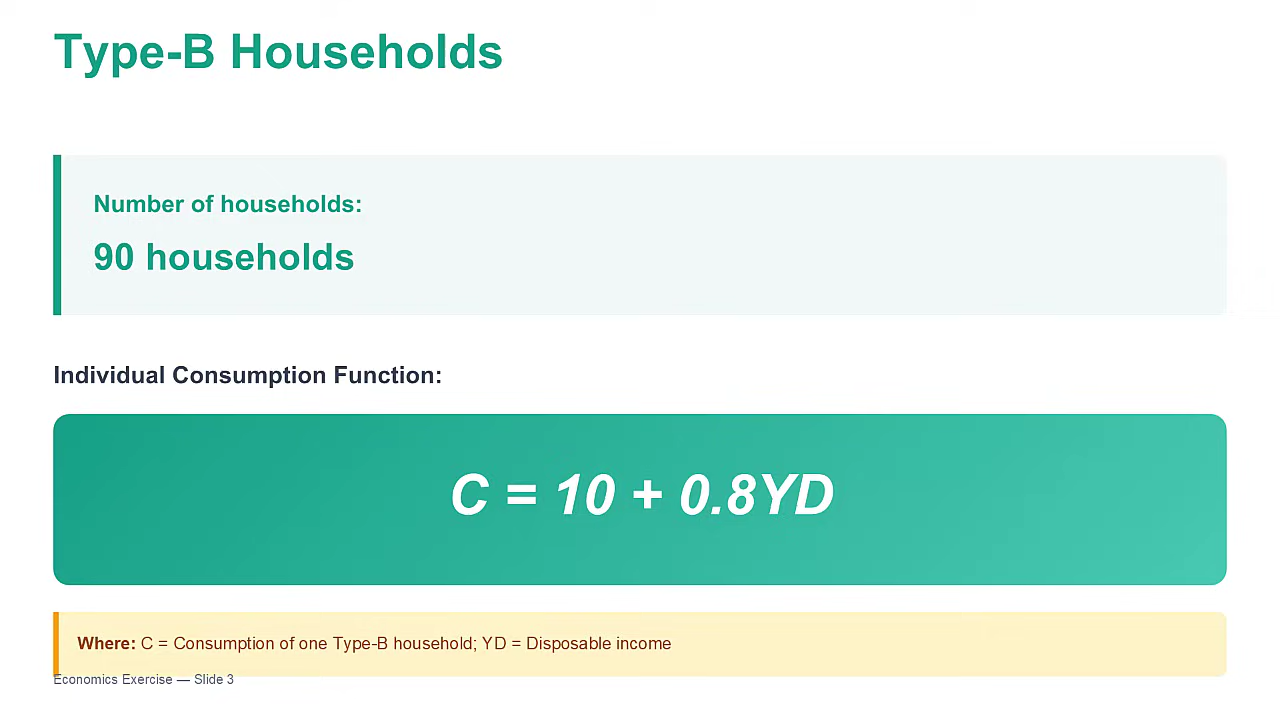 Type-B Households
Number of households:
90 households
Individual Consumption Function:
C = 10 + 0.8YD
Where: C = Consumption of one Type-B household; YD = Disposable income
Economics Exercise — Slide 3